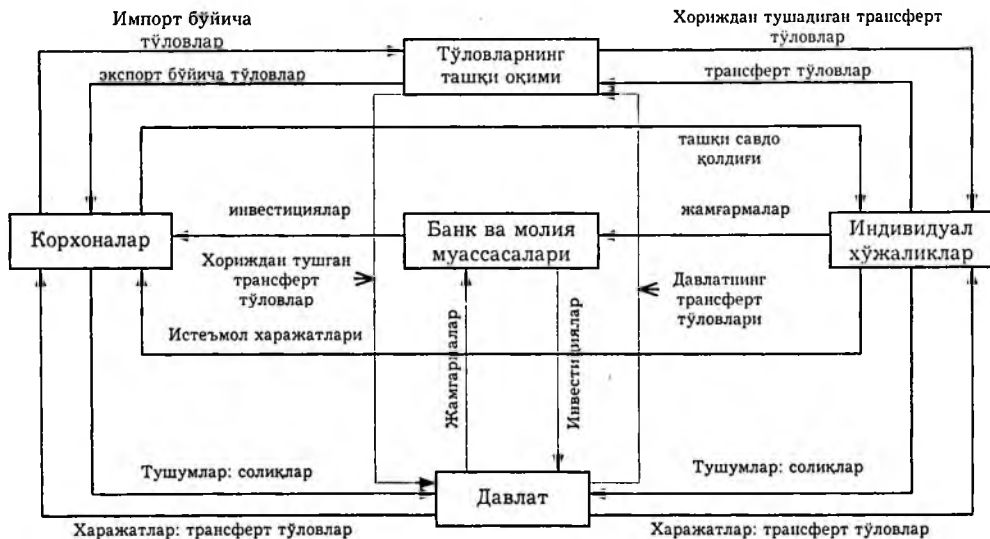 Импорт бўйича
тўловлар
Хориждан тушадиган трансферт
тўловлар
Тўловларнинг
ташқи оқими
экспорт бўйича тўловлар
трансферт тўловлар
ташқи савдо
қолдиғи
инвестициялар
жамғармалар
Корхоналар
Банк ва молия
муассасалари
Индивидуал
хўжаликлар
Хориждан тушган
трансферт
тўловлар
Давлатнинг
трансферт
тўловлари
Истеъмол харажатлари
Жамғармалар
Инвестициялар
Тушумлар: солиқлар
Тушумлар: солиқлар
Давлат
Харажатлар: трансферт тўловлар
Харажатлар: трансферт тўловлар